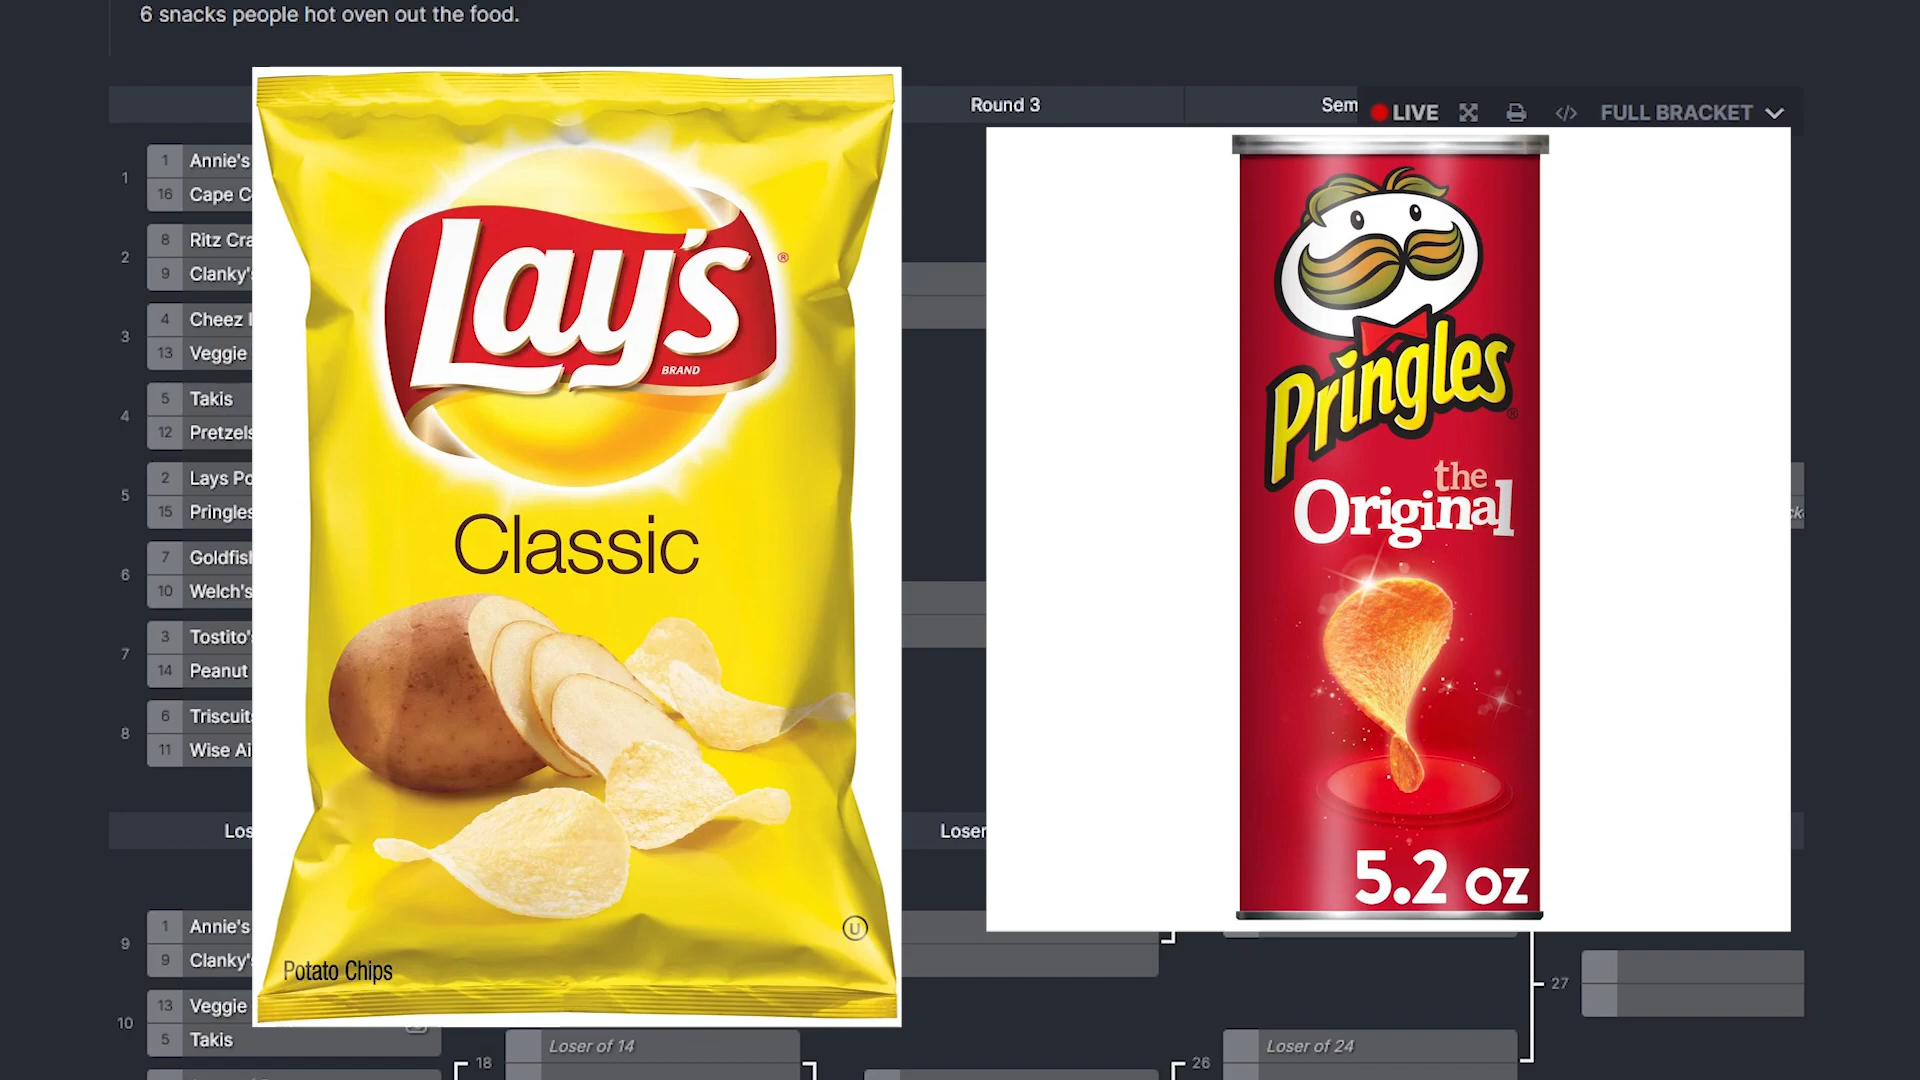 6 snacks people hot oven out the food.
Round 3
Sem
LIVE
</>
FULL BRACKET
1
1 Annie's
16 Cape C
2
8 Ritz Cra
9 Clanky's
3
4 Cheez I
13 Veggie
4
5 Takis
12 Pretzels
5
2 Lays Po
15 Pringles
6
7 Goldfish
10 Welch's
7
3 Tostito's
14 Peanut
8
6 Triscuits
11 Wise Ai
Lay's
BRAND
®
Classic
Potato Chips
U
Pringles
®
the
Original
5.2 oz
Los
Loser
9
1 Annie's
9 Clanky's
10
13 Veggie
5 Takis
18
Loser of 14
26
Loser of 24
27